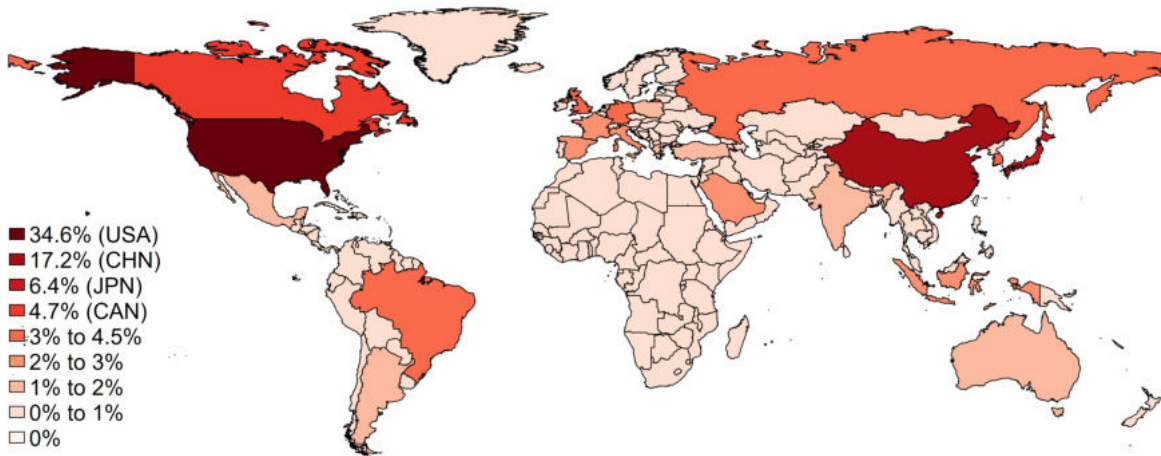 34.6% (USA)
17.2% (CHN)
6.4% (JPN)
4.7% (CAN)
3% to 4.5%
2% to 3%
1% to 2%
0% to 1%
0%